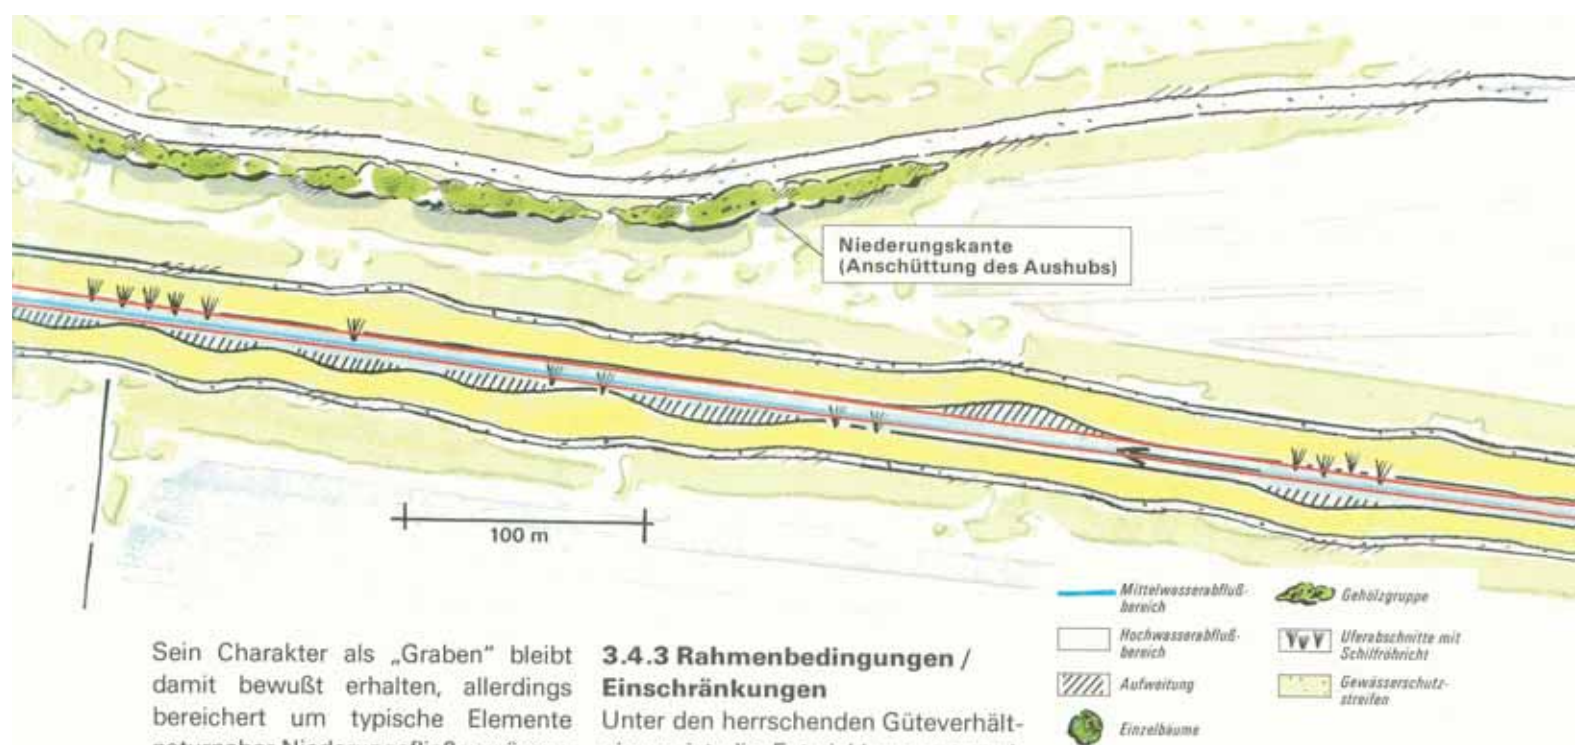 Niederungskante
(Anschüttung des Aushubs)
100 m
Mittelwasserabfluß-
bereich
Hochwasserabfluß-
bereich
Aufweitung
Einzelbäume
Gehölzgruppe
Uferabschnitte mit
Schilfröhricht
Gewässerschutz-
streifen
Sein Charakter als „Graben" bleibt
damit bewußt erhalten, allerdings
bereichert um typische Elemente
3.4.3 Rahmenbedingungen /
Einschränkungen
Unter den herrschenden Güteverhält-